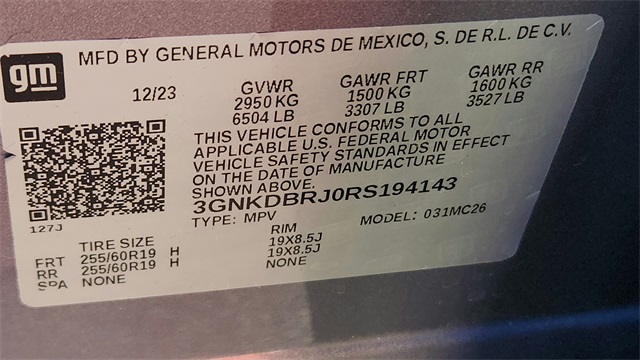 gm
MFD BY GENERAL MOTORS DE MEXICO, S. DE R.L. DE C.V.
12/23 GVWR GAWR FRT GAWR RR
2950 KG 1500 KG 1600 KG
6504 LB 3307 LB 3527 LB
THIS VEHICLE CONFORMS TO ALL
APPLICABLE U.S. FEDERAL MOTOR
VEHICLE SAFETY STANDARDS IN EFFECT
ON THE DATE OF MANUFACTURE
SHOWN ABOVE.
3GNKDBRJ0RS194143
127J TYPE: MPV MODEL: 031MC26
TIRE SIZE RIM
FRT 255/60R19 H 19X8.5J
RR 255/60R19 H 19X8.5J
SPA NONE NONE